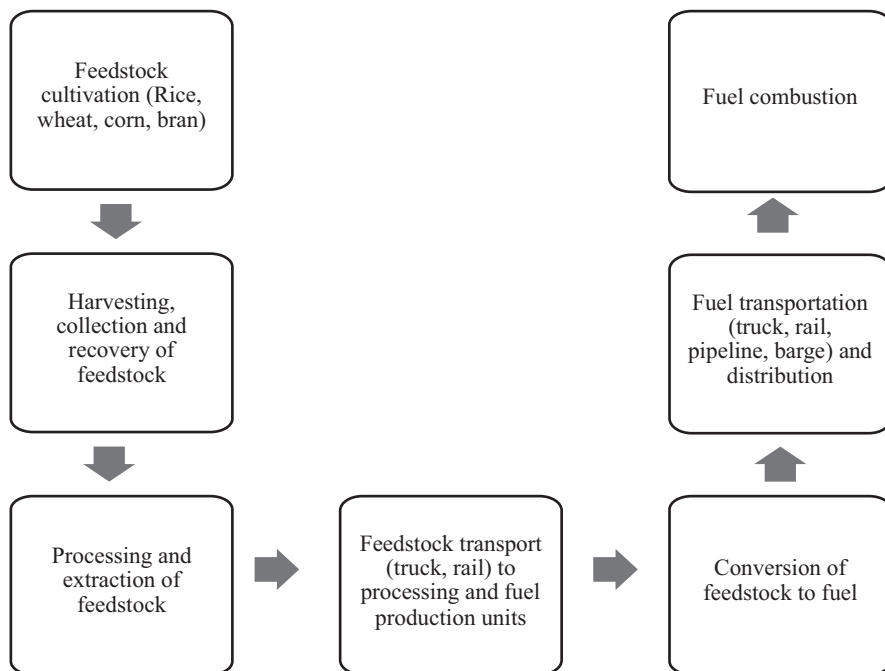 Feedstock
cultivation (Rice,
wheat, corn, bran)
Harvesting,
collection and
recovery of
feedstock
Processing and
extraction of
feedstock
Feedstock transport
(truck, rail) to
processing and fuel
production units
Conversion of
feedstock to fuel
Fuel transportation
(truck, rail,
pipeline, barge) and
distribution
Fuel combustion